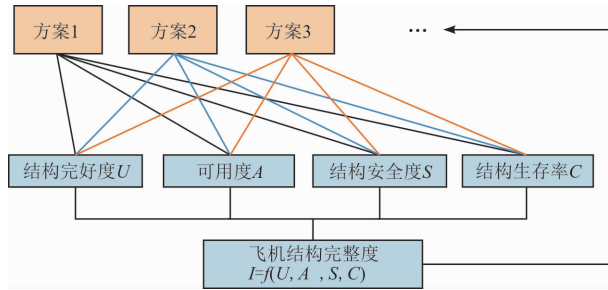 方案1
方案2
方案3
...
结构完好度U
可用度A
结构安全度S
结构生存率C
飞机结构完整度
I=f(U, A , S, C)